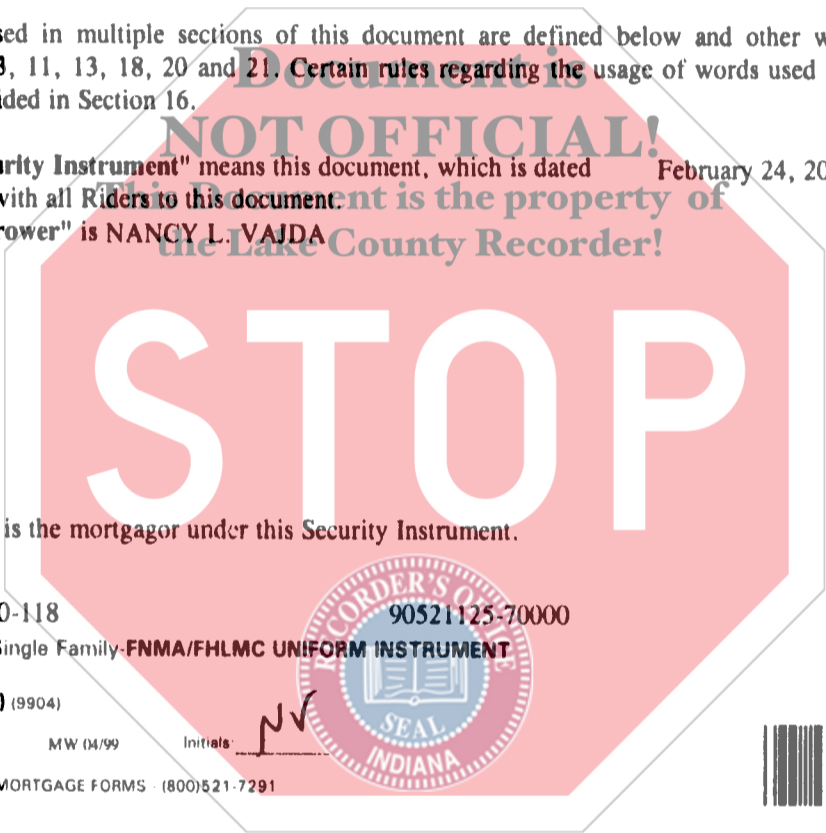 sed in multiple sections of this document are defined below and other w
3, 11, 13, 18, 20 and 21. Certain rules regarding the usage of words used
ided in Section 16.
Document is
NOT OFFICIAL!
This Document is the property of
the Lake County Recorder!
urity Instrument" means this document, which is dated February 24, 20
with all Riders to this document.
rower" is NANCY L. VAJDA
STOP
is the mortgagor under this Security Instrument.
0-118 90521125-70000
Single Family-FNMA/FHLMC UNIFORM INSTRUMENT
) (9904)
MW 04/99 Initials: NV
MORTGAGE FORMS - (800)521-7291
RCORDER'S OFFICE
SEAL
INDIANA